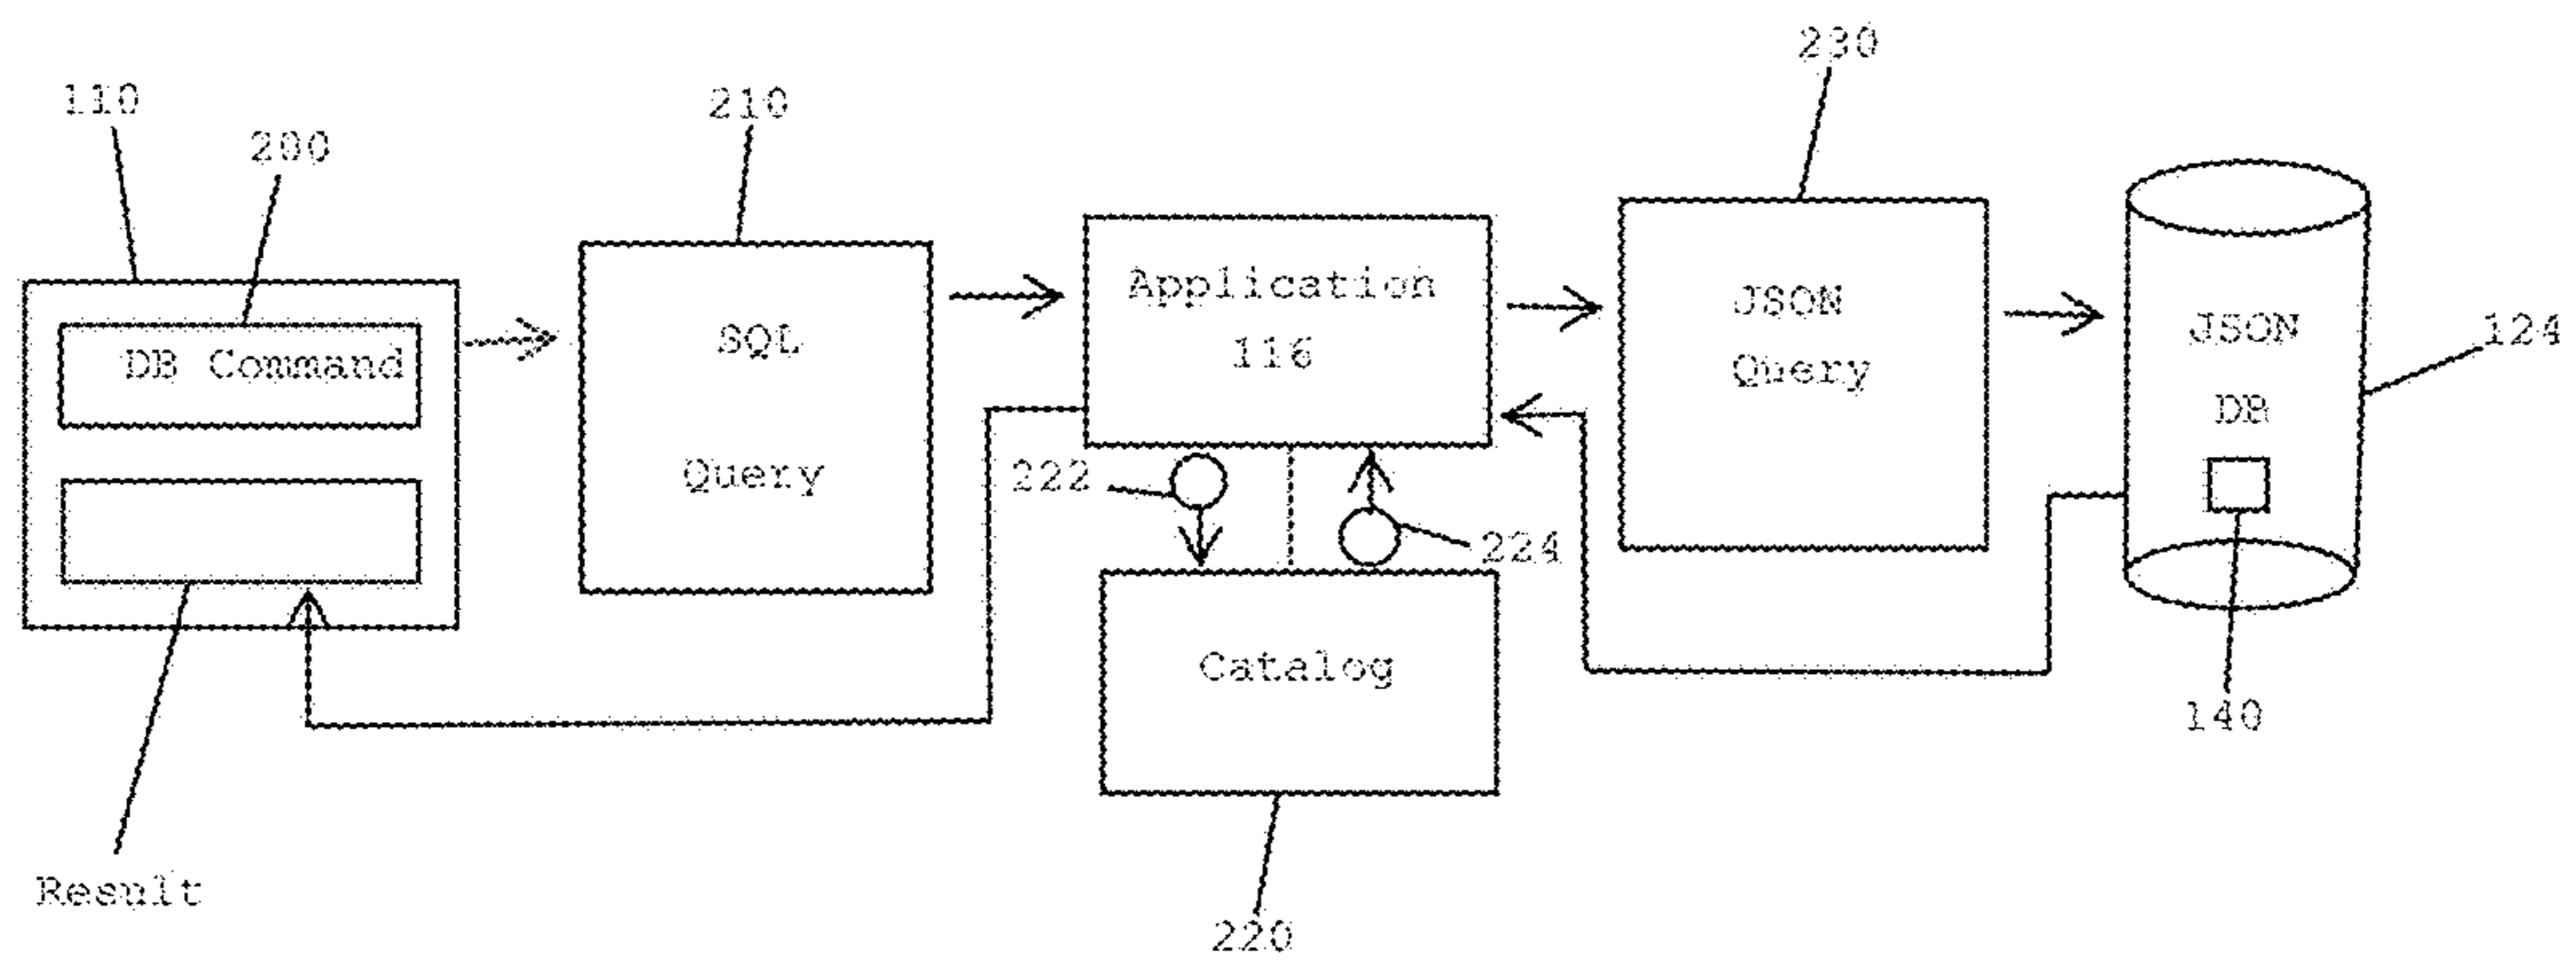 230
110
210
200
Application
116
JSON
Query
JSON
DB
124
SQL
Query
DB Command
222
224
Catalog
140
Result
220